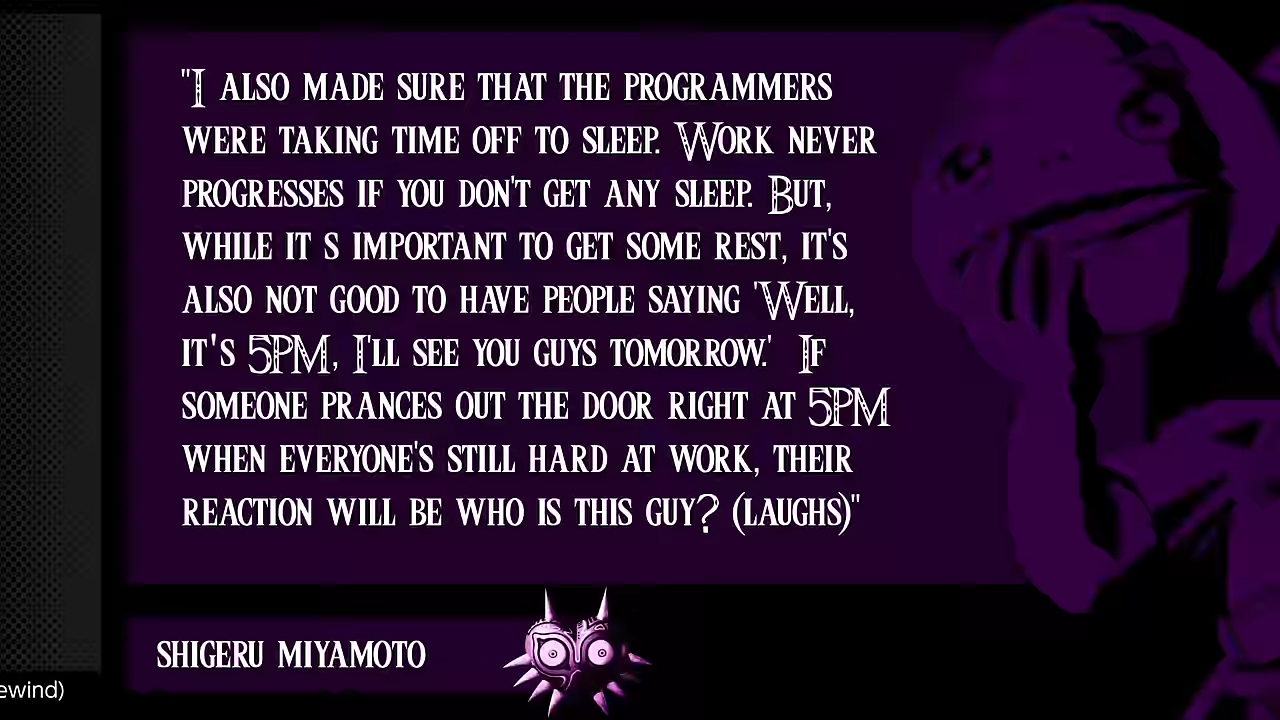 "I ALSO MADE SURE THAT THE PROGRAMMERS
WERE TAKING TIME OFF TO SLEEP. WORK NEVER
PROGRESSES IF YOU DON'T GET ANY SLEEP. BUT,
WHILE IT S IMPORTANT TO GET SOME REST, IT'S
ALSO NOT GOOD TO HAVE PEOPLE SAYING 'WELL,
IT'S 5PM, I'LL SEE YOU GUYS TOMORROW.' IF
SOMEONE PRANCES OUT THE DOOR RIGHT AT 5PM
WHEN EVERYONE'S STILL HARD AT WORK, THEIR
REACTION WILL BE WHO IS THIS GUY? (LAUGHS)"
SHIGERU MIYAMOTO
ewind)